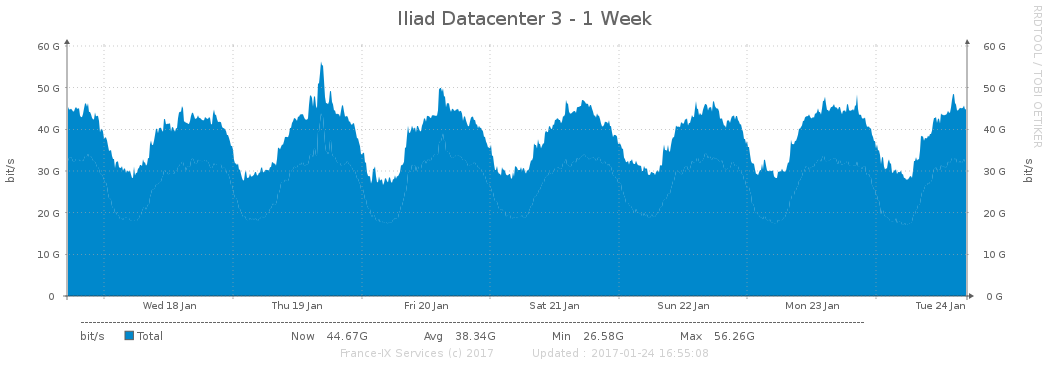 Iliad Datacenter 3 - 1 Week
RRDTOOL / TOBI OETIKER
60 G 60 G
50 G 50 G
40 G 40 G
30 G 30 G
20 G 20 G
10 G 10 G
0 0 G
bit/s
bit/s
Wed 18 Jan Thu 19 Jan Fri 20 Jan Sat 21 Jan Sun 22 Jan Mon 23 Jan Tue 24 Jan
bit/s Total Now 44.67G Avg 38.34G Min 26.58G Max 56.26G
France-IX Services (c) 2017 Updated : 2017-01-24 16:55:08